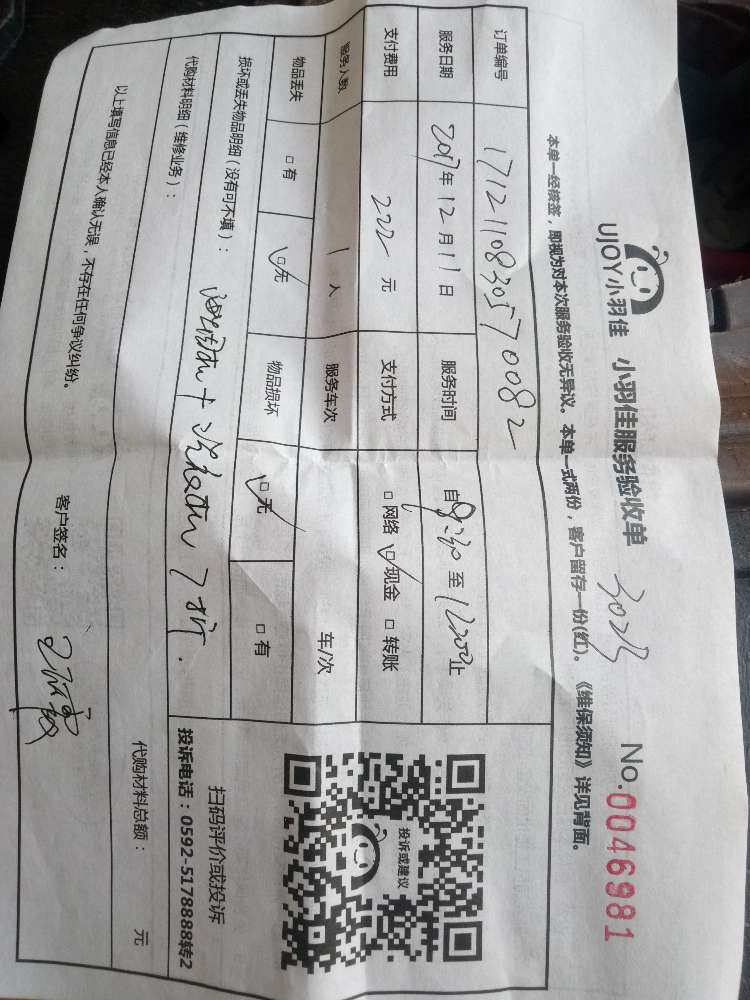 UJOY小羽佳 小羽佳服务验收单 3025 No.0046981
本单一经核签，即视为对本次服务验收无异议。本单一式两份，客户留存一份(红)。《维保须知》详见背面。
订单编号 1712110830570082
服务日期 2017年12月11日 服务时间 自8:30至12:00止
支付费用 222元 支付方式 □网络 ☑现金 □转账
服务人数 1人 服务车次 车/次
物品丢失 □有 ☑无 物品损坏 ☑无 □有
损坏或丢失物品明细（没有可不填）：
代购材料明细（维修业务）： 7折.
代购材料总额： 元
以上填写信息已经本人确认无误，不存在任何争议纠纷。
客户签名：
投诉或建议
扫码评价或投诉
投诉电话：0592-5178888转2